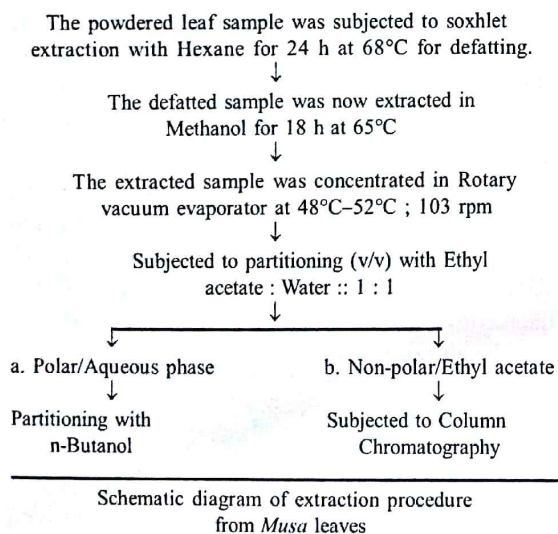 The powdered leaf sample was subjected to soxhlet
extraction with Hexane for 24 h at 68°C for defatting.
↓
The defatted sample was now extracted in
Methanol for 18 h at 65°C
↓
The extracted sample was concentrated in Rotary
vacuum evaporator at 48°C–52°C ; 103 rpm
↓
Subjected to partitioning (v/v) with Ethyl
acetate : Water :: 1 : 1
↓
a. Polar/Aqueous phase
↓
Partitioning with
n-Butanol
b. Non-polar/Ethyl acetate
↓
Subjected to Column
Chromatography
Schematic diagram of extraction procedure
from Musa leaves